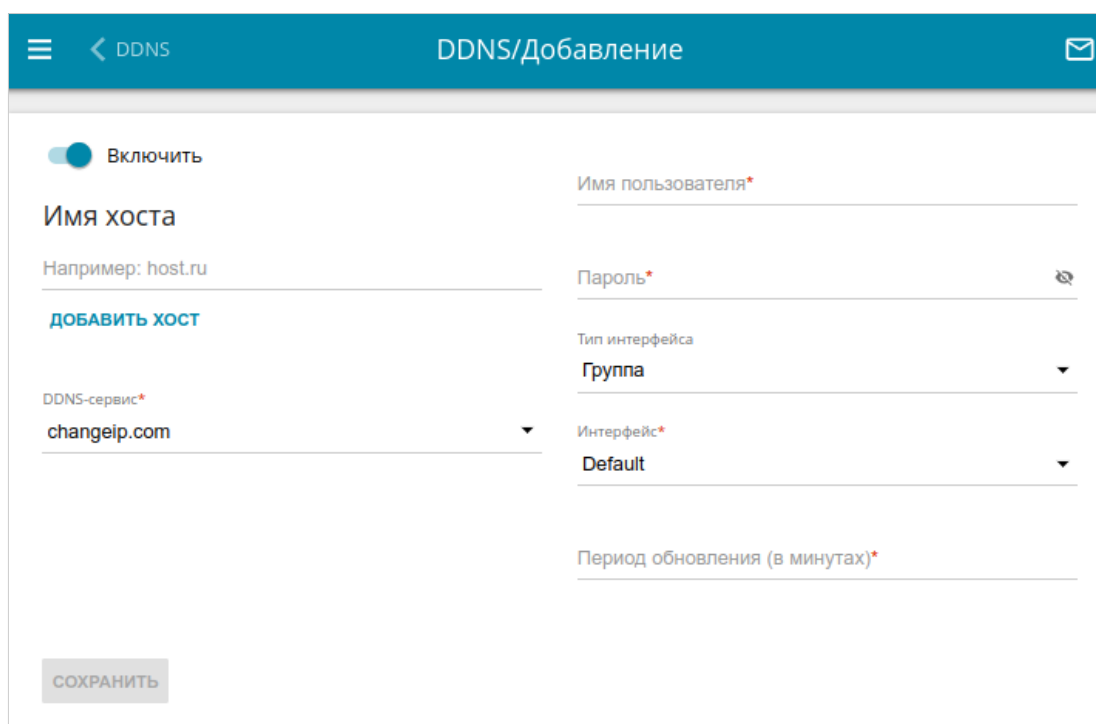 DDNS
DDNS/Добавление
Включить
Имя хоста
Например: host.ru
ДОБАВИТЬ ХОСТ
DDNS-сервис*
changeip.com
Имя пользователя*
Пароль*
Тип интерфейса
Группа
Интерфейс*
Default
Период обновления (в минутах)*
СОХРАНИТЬ